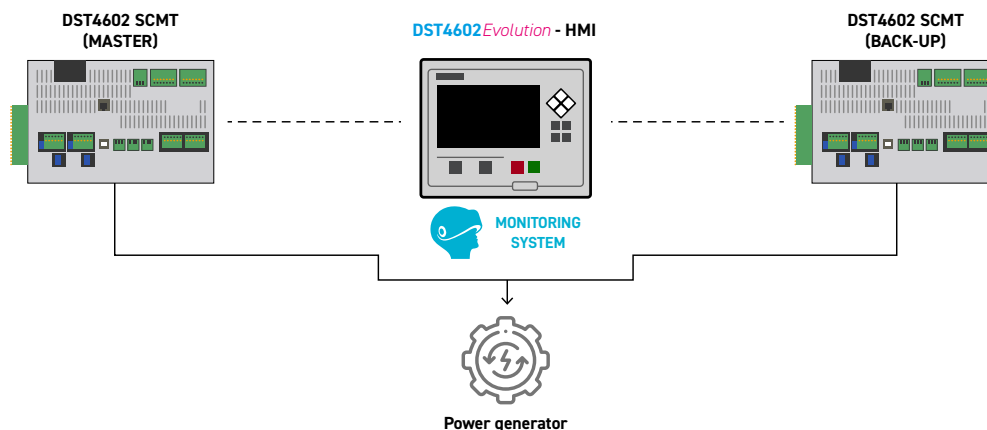 DST4602 SCMT
(MASTER)
DST4602Evolution - HMI
DST4602 SCMT
(BACK-UP)
MONITORING
SYSTEM
Power generator